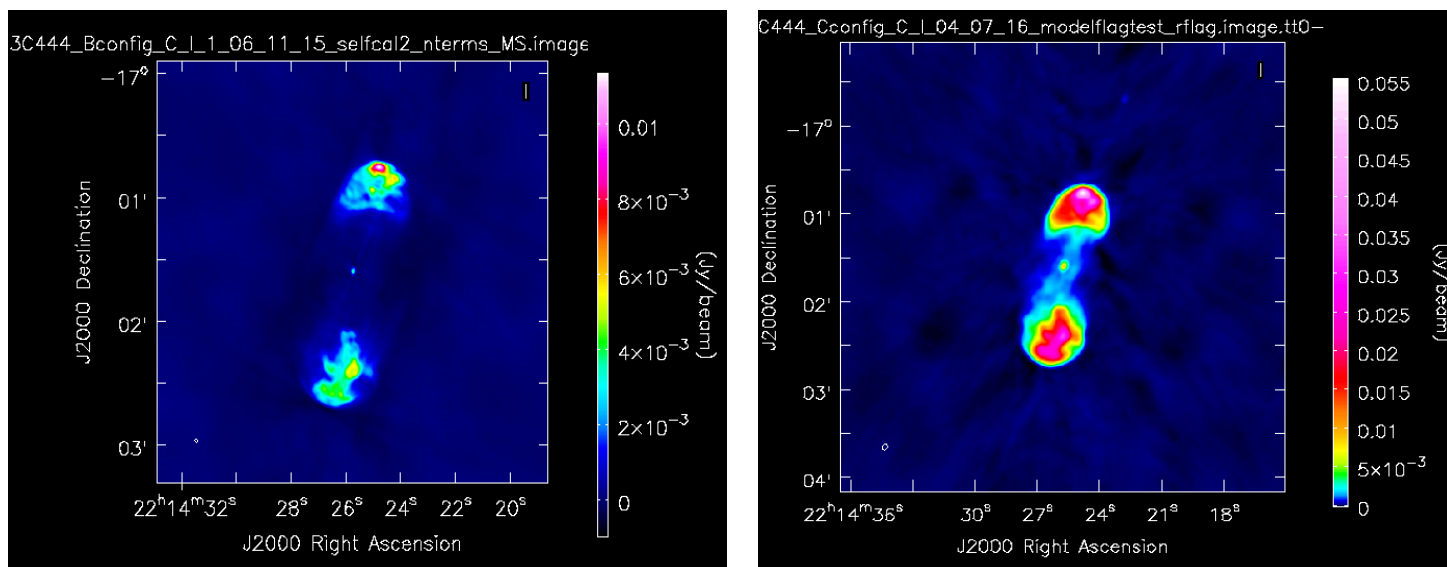 3C444_Bconfig_C_I_1_06_11_15_selfcal2_nterms_MS.image
-17°
01'
02'
03'
J2000 Declination
22ʰ14ᵐ32ˢ
28ˢ
26ˢ
24ˢ
22ˢ
20ˢ
J2000 Right Ascension
I
0.01
8×10⁻³
6×10⁻³
4×10⁻³
2×10⁻³
0
(Jy/beam)
C444_Cconfig_C_I_04_07_16_modelflagtest_rflag.image.tt0-
-17°
01'
02'
03'
04'
J2000 Declination
22ʰ14ᵐ36ˢ
30ˢ
27ˢ
24ˢ
21ˢ
18ˢ
J2000 Right Ascension
I
0.055
0.05
0.045
0.04
0.035
0.03
0.025
0.02
0.015
0.01
5×10⁻³
0
(Jy/beam)